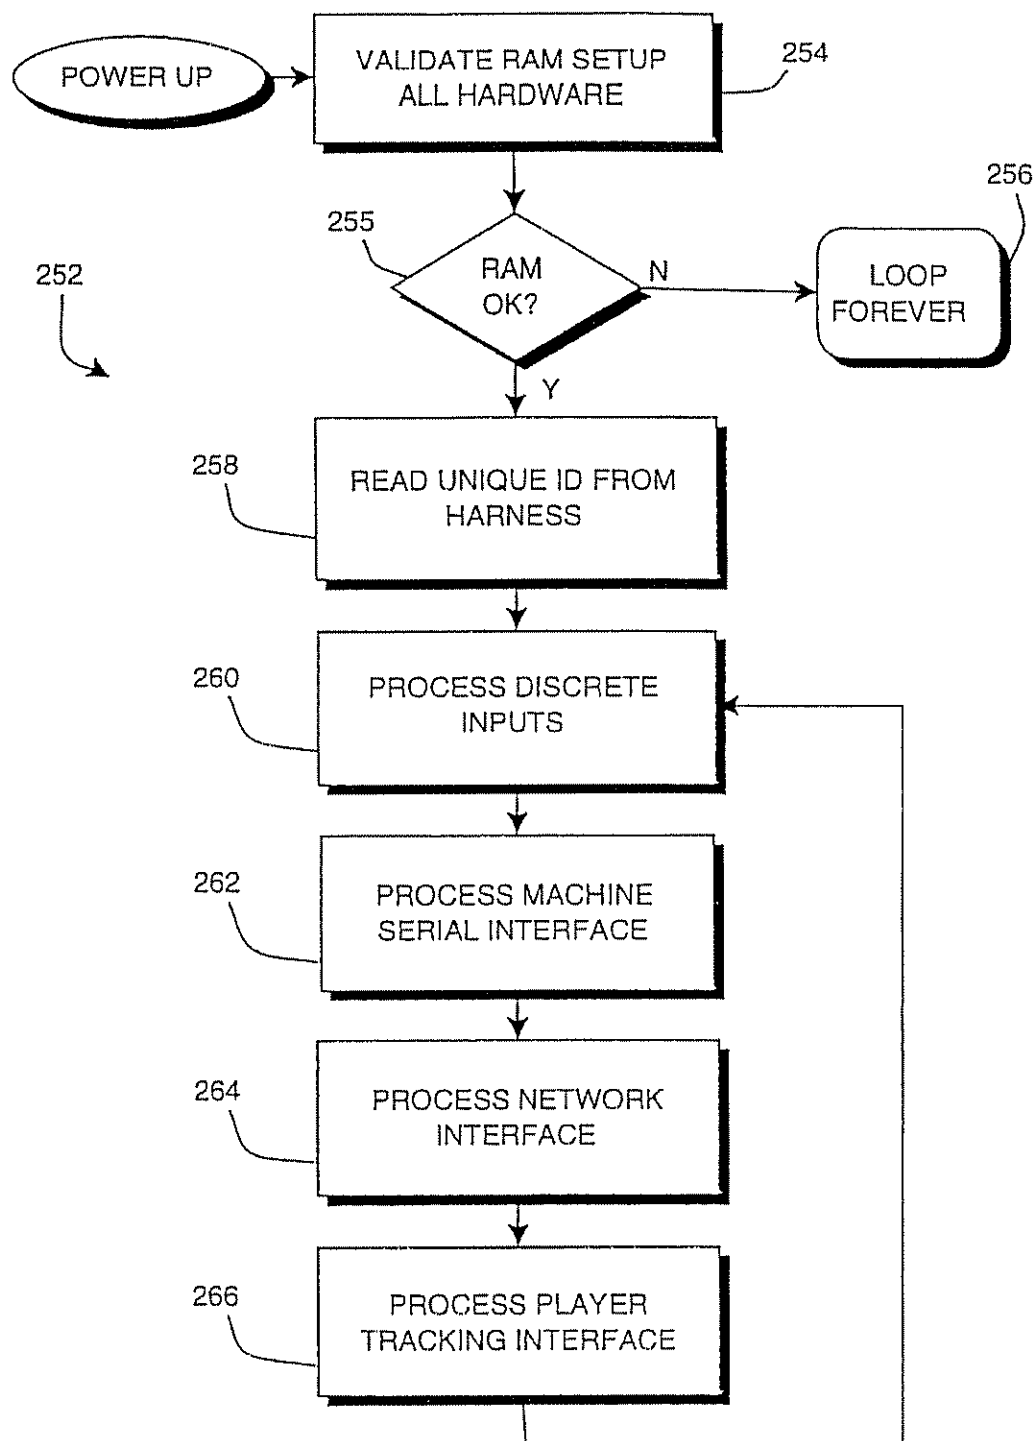 POWER UP
VALIDATE RAM SETUP
ALL HARDWARE
254
255
RAM
OK?
N
256
LOOP
FOREVER
252
Y
258
READ UNIQUE ID FROM
HARNESS
260
PROCESS DISCRETE
INPUTS
262
PROCESS MACHINE
SERIAL INTERFACE
264
PROCESS NETWORK
INTERFACE
266
PROCESS PLAYER
TRACKING INTERFACE